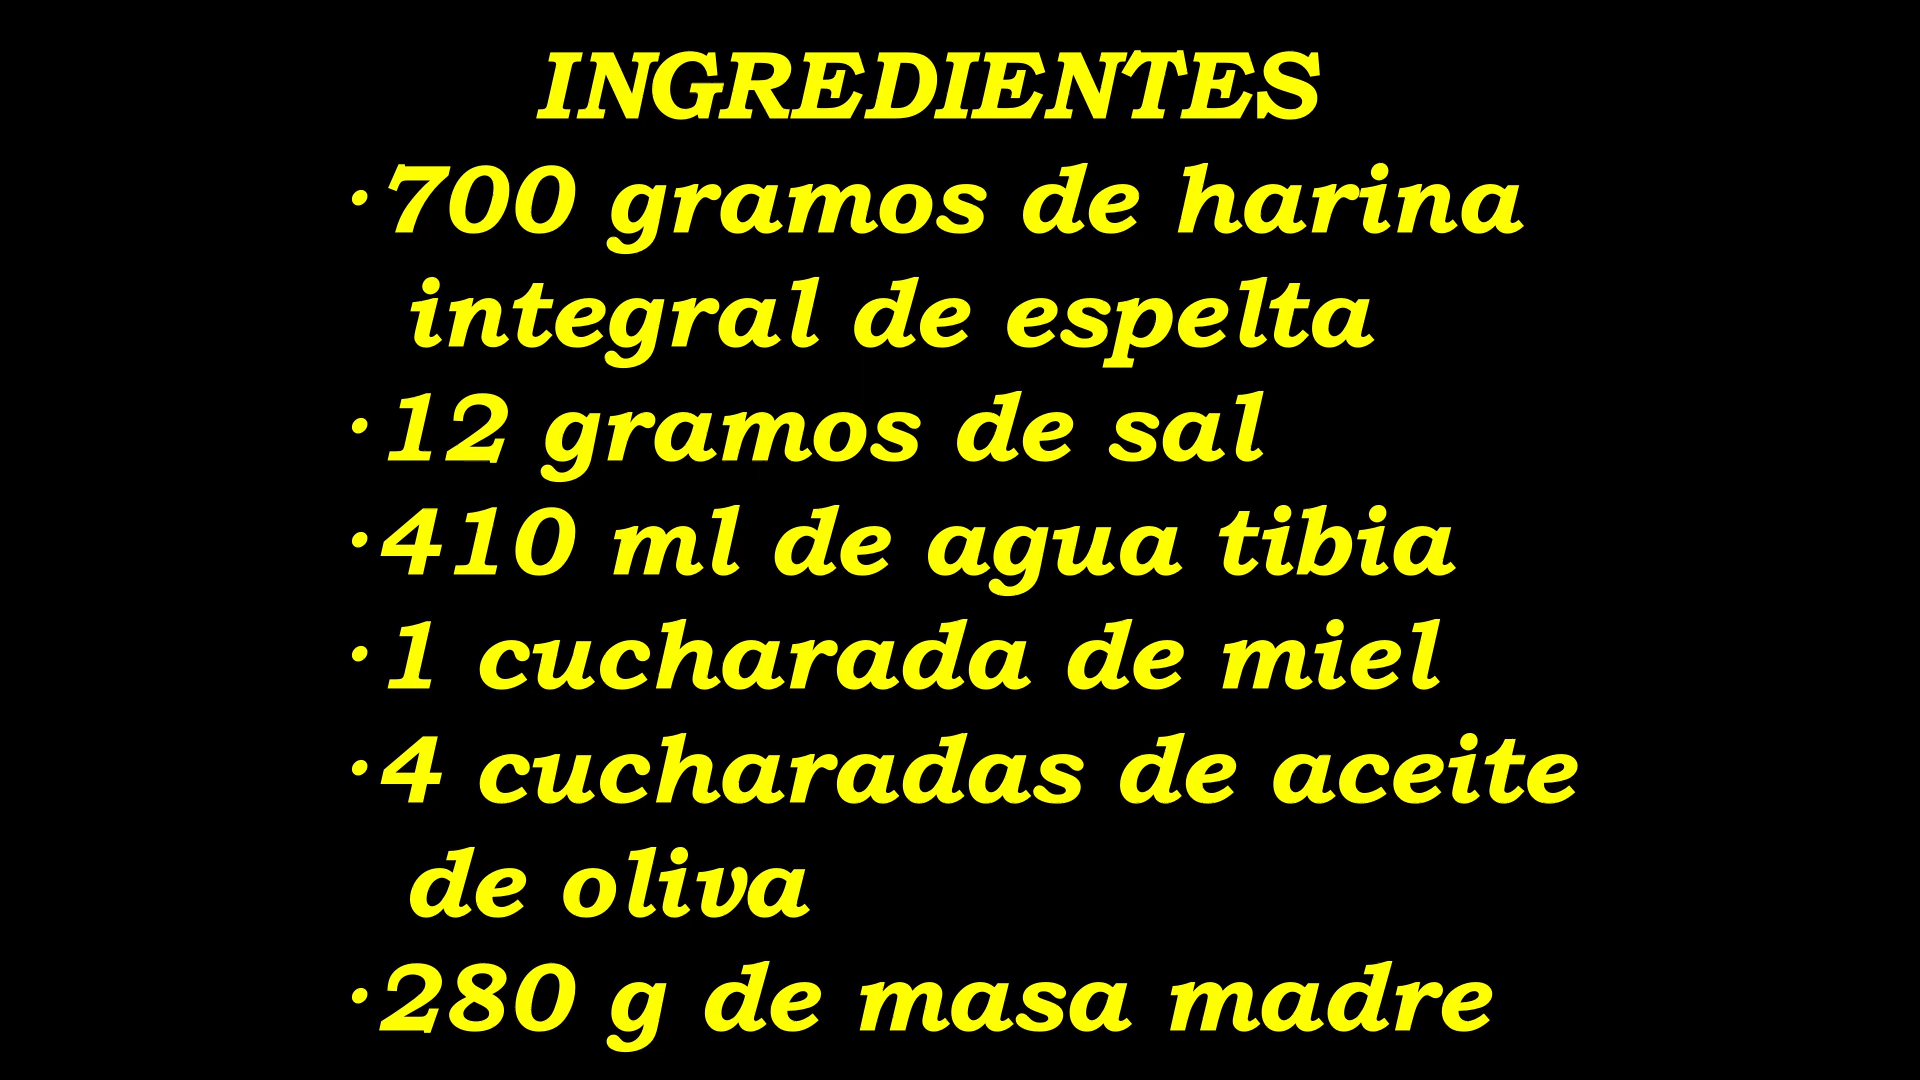 INGREDIENTES
·700 gramos de harina
integral de espelta
·12 gramos de sal
·410 ml de agua tibia
·1 cucharada de miel
·4 cucharadas de aceite
de oliva
·280 g de masa madre